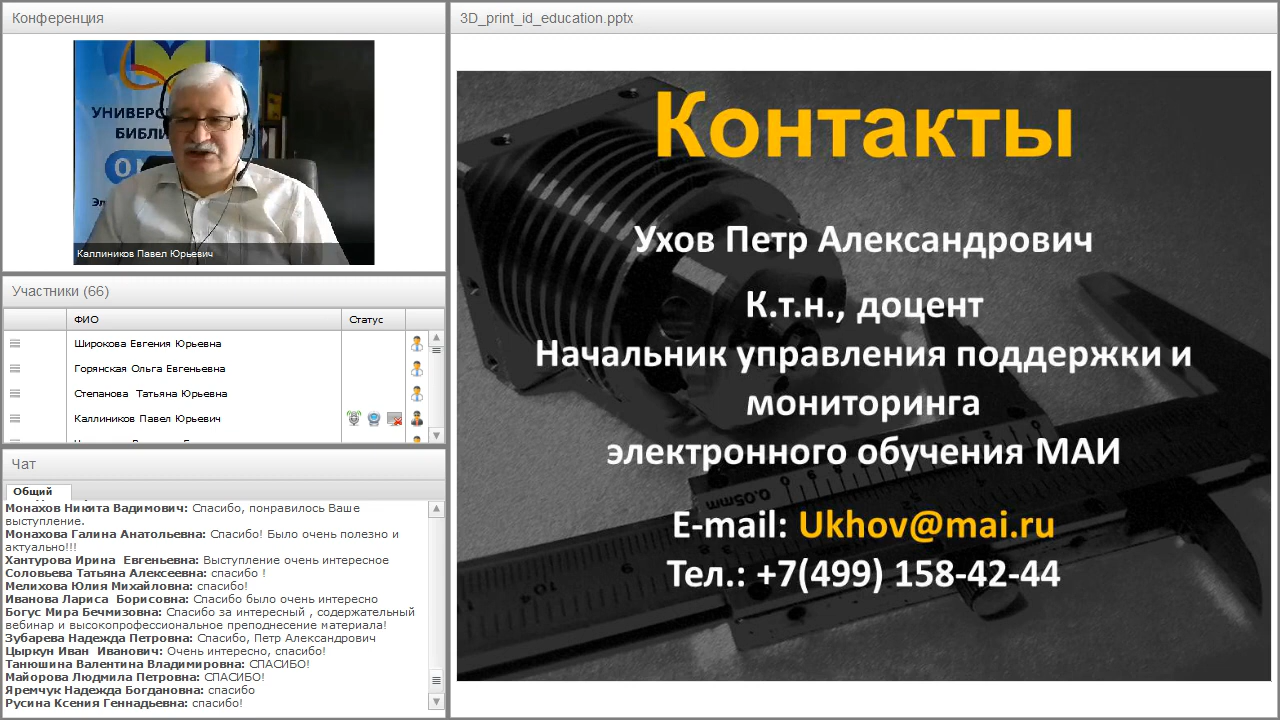 Конференция
УНИВЕРС
БИБЛИ
Каллиников Павел Юрьевич
Участники (66)
ФИО
Статус
Широкова Евгения Юрьевна
Горянская Ольга Евгеньевна
Степанова Татьяна Юрьевна
Каллиников Павел Юрьевич
Чат
Общий
Монахов Никита Вадимович: Спасибо, понравилось Ваше
выступление.
Монахова Галина Анатольевна: Спасибо! Было очень полезно и
актуально!!!
Хантурова Ирина Евгеньевна: Выступление очень интересное
Соловьева Татьяна Алексеевна: спасибо !
Мелихова Юлия Михайловна: спасибо!
Иванова Лариса Борисовна: Спасибо было очень интересно
Богус Мира Бечмизовна: Спасибо за интересный , содержательный
вебинар и высокопрофессиональное преподнесение материала!
Зубарева Надежда Петровна: Спасибо, Петр Александрович
Цыркун Иван Иванович: Очень интересно, спасибо!
Танюшина Валентина Владимировна: СПАСИБО!
Майорова Людмила Петровна: СПАСИБО!
Яремчук Надежда Богдановна: спасибо
Русина Ксения Геннадьевна: спасибо!
3D_print_id_education.pptx
Контакты
Ухов Петр Александрович
К.т.н., доцент
Начальник управления поддержки и
мониторинга
электронного обучения МАИ
0.05mm
E-mail: Ukhov@mai.ru
Тел.: +7(499) 158-42-44